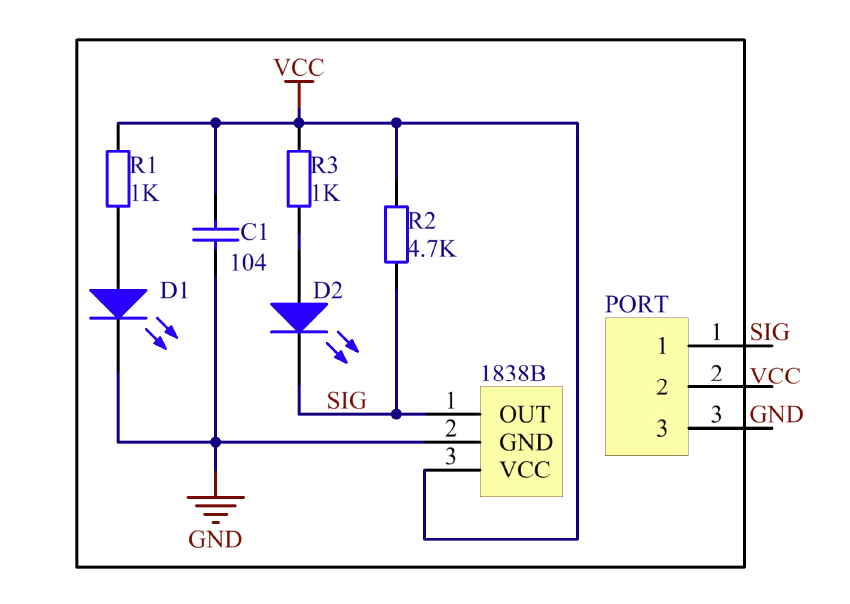 VCC
R1
1K
R3
1K
R2
4.7K
C1
104
D1
D2
SIG
1838B
1 OUT
2 GND
3 VCC
GND
PORT
1 1 SIG
2 2 VCC
3 3 GND